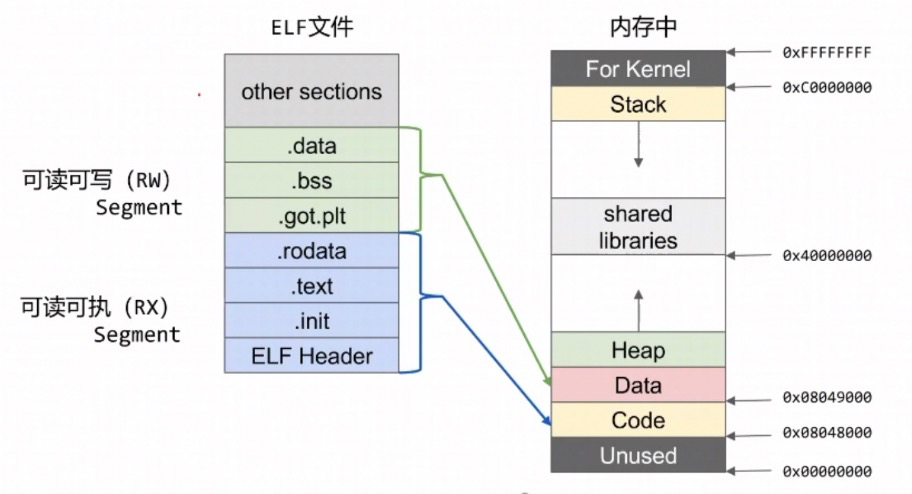 ELF文件
other sections
.data
.bss
.got.plt
.rodata
.text
.init
ELF Header
可读可写（RW）
Segment
可读可执（RX）
Segment
内存中
For Kernel
Stack
shared
libraries
Heap
Data
Code
Unused
0xFFFFFFFF
0xC0000000
0x40000000
0x08049000
0x08048000
0x00000000